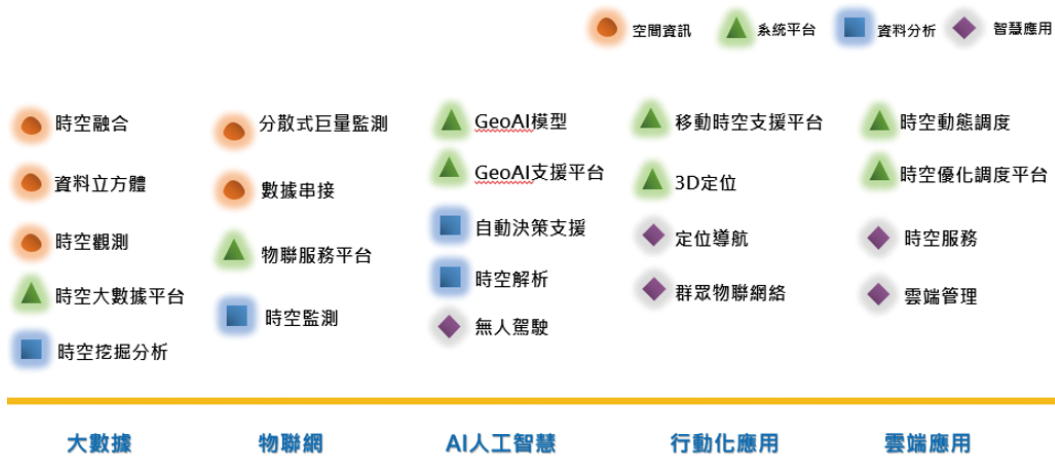 空間資訊
系統平台
資料分析
智慧應用
時空融合
資料立方體
時空觀測
時空大數據平台
時空挖掘分析
分散式巨量監測
數據串接
物聯服務平台
時空監測
GeoAI模型
GeoAI支援平台
自動決策支援
時空解析
無人駕駛
移動時空支援平台
3D定位
定位導航
群眾物聯網絡
時空動態調度
時空優化調度平台
時空服務
雲端管理
大數據
物聯網
AI人工智慧
行動化應用
雲端應用